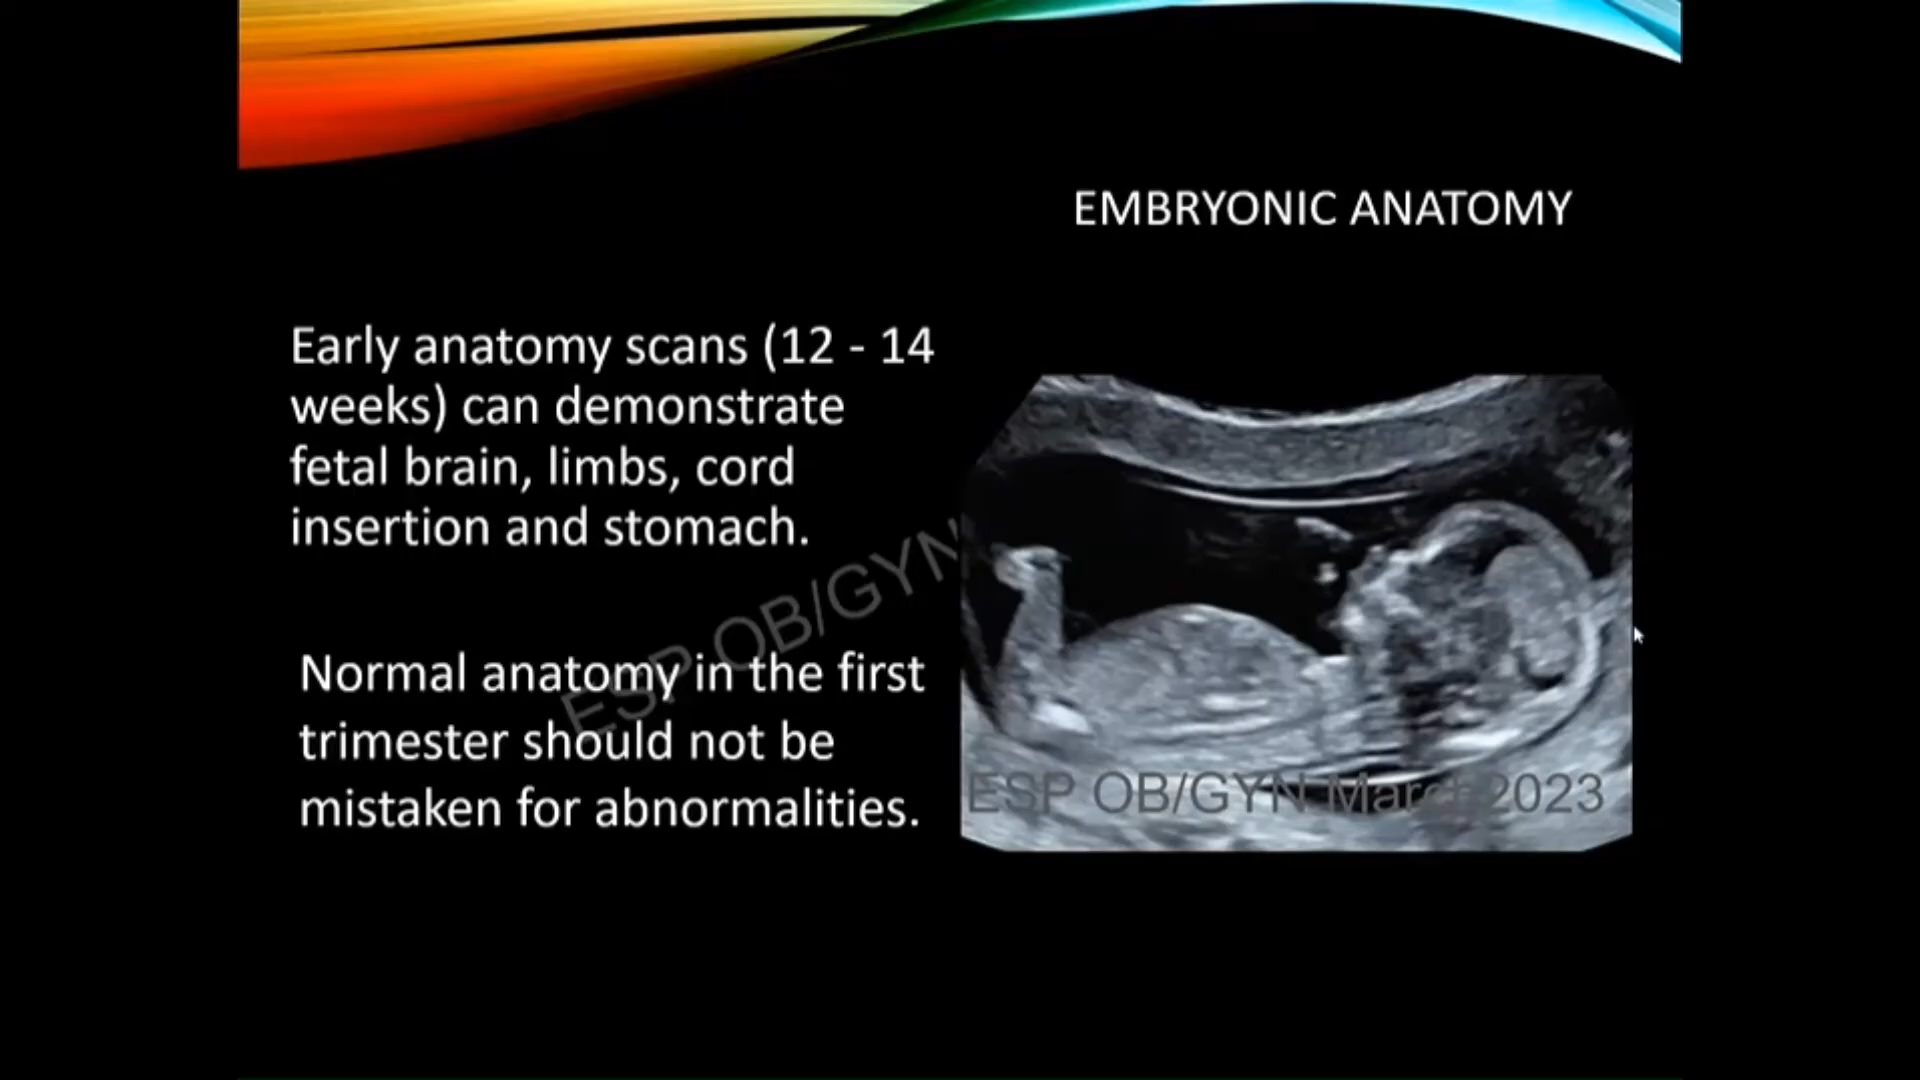 EMBRYONIC ANATOMY
Early anatomy scans (12 - 14
weeks) can demonstrate
fetal brain, limbs, cord
insertion and stomach.
Normal anatomy in the first
trimester should not be
mistaken for abnormalities.
ESP OB/GYN
ESP OB/GYN March 2023